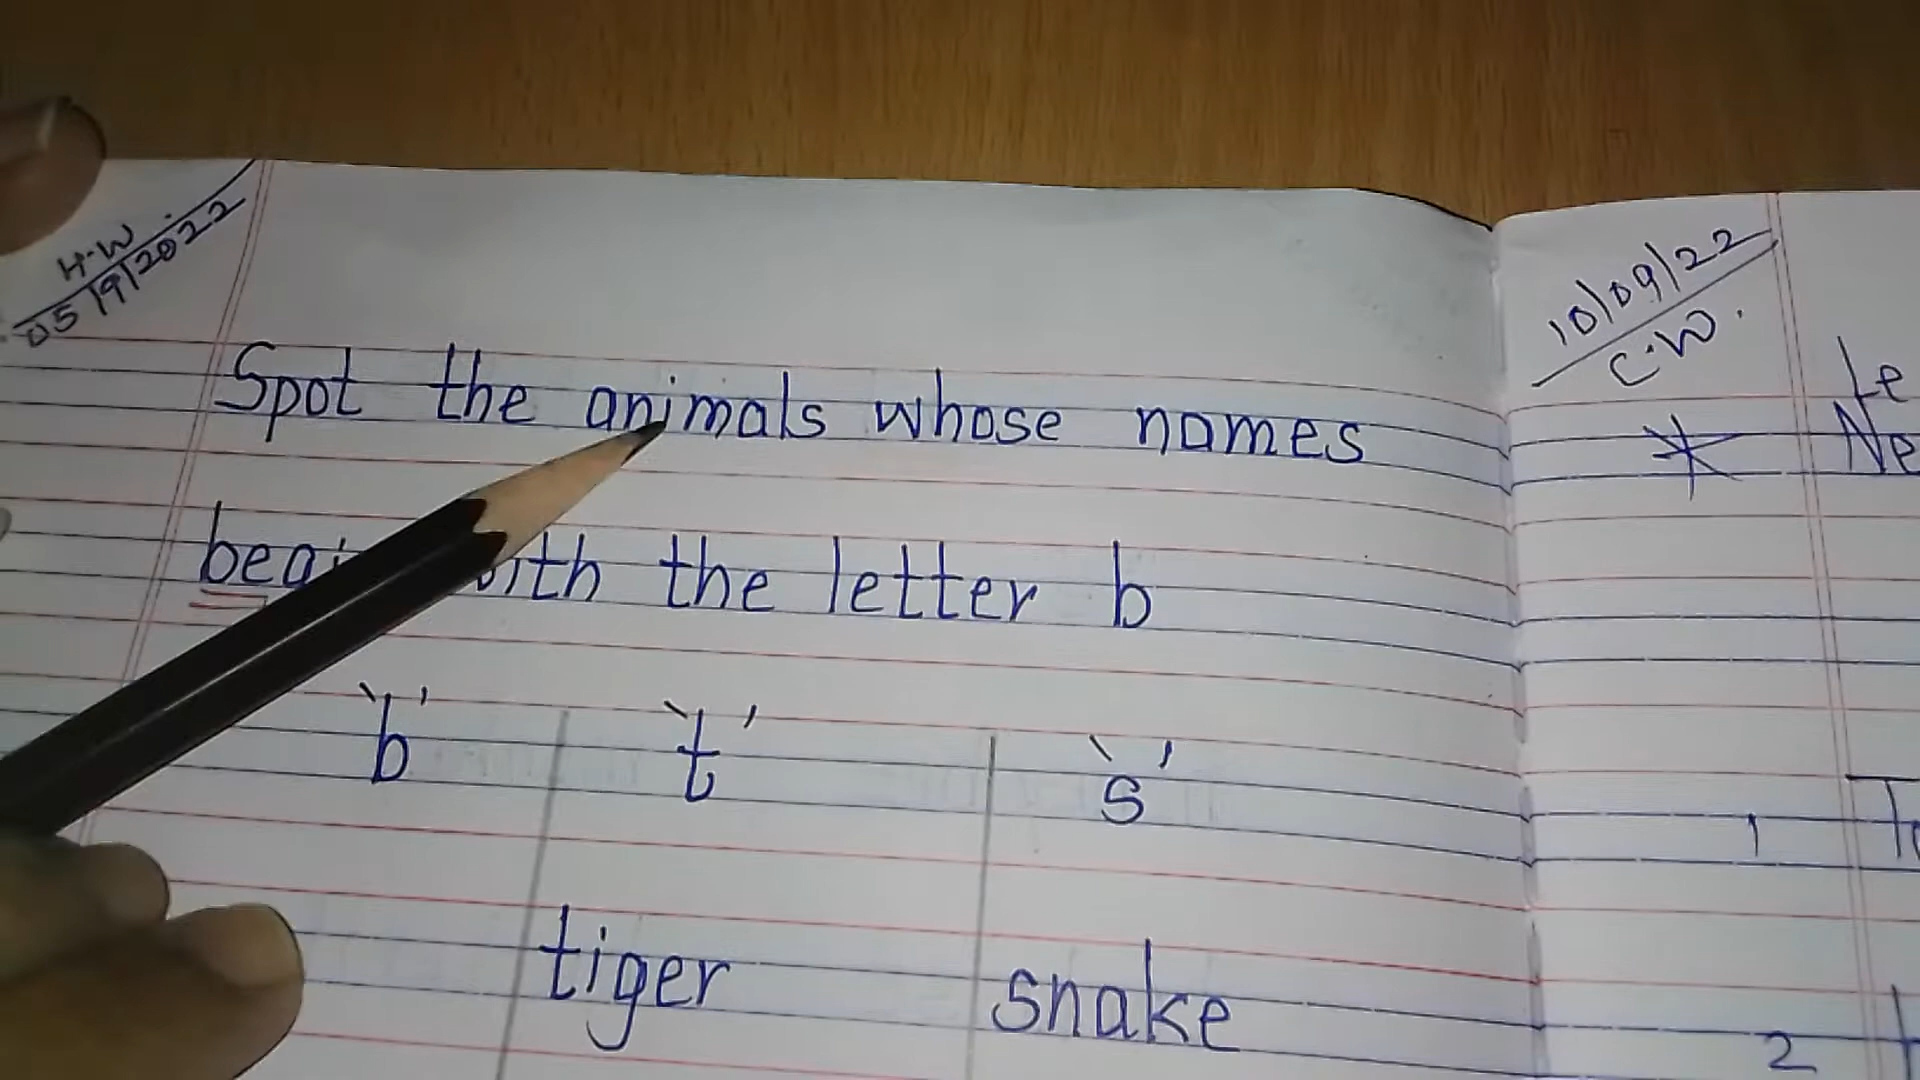 H.W
05/9/2022
Spot the animals whose names
with the letter b
'b' 't' 's'
tiger snake
10/09/22
C.W.
1
2